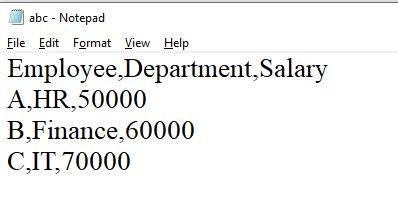 abc - Notepad
File Edit Format View Help
Employee,Department,Salary
A,HR,50000
B,Finance,60000
C,IT,70000